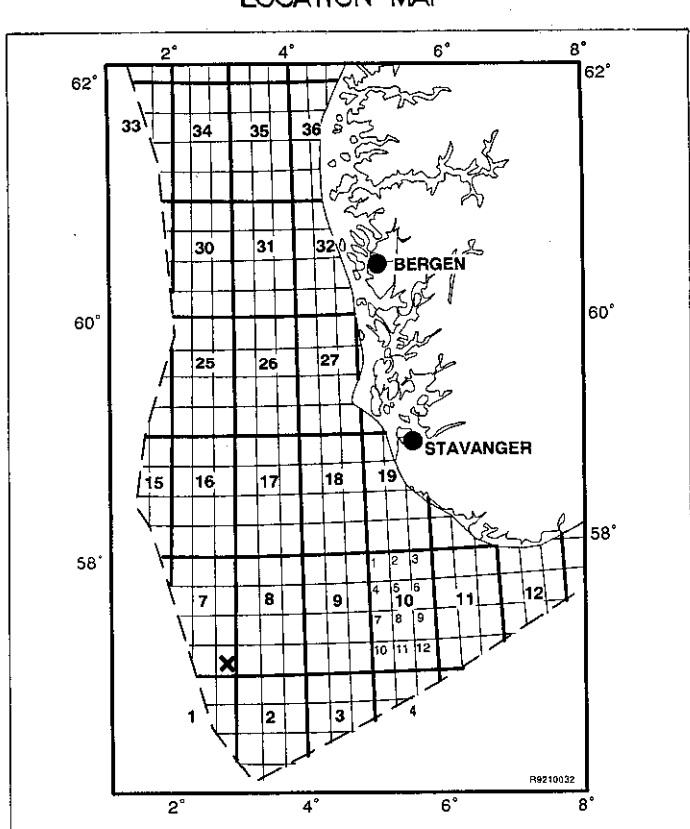 LOCATION MAP
2° 4° 6° 8°
62° 62°
33 34 35 36
30 31 32
BERGEN
60° 60°
25 26 27
STAVANGER
15 16 17 18 19
58° 58°
1 2 3
7 8 9 4 5 6 10 11 12
7 8 9
10 11 12
X
1 2 3 4
R9210032
2° 4° 6° 8°